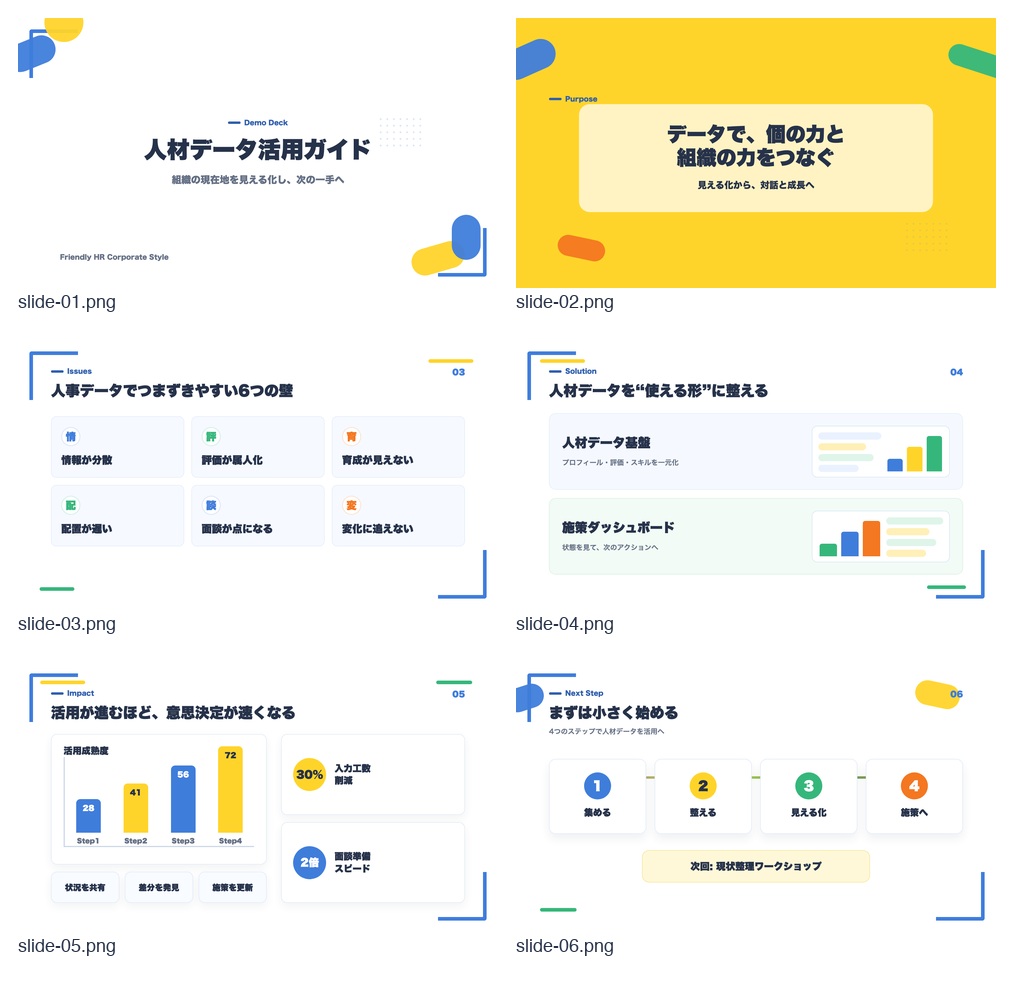 Demo Deck
人材データ活用ガイド
組織の現在地を見える化し、次の一手へ
Friendly HR Corporate Style
slide-01.png
Purpose
データで、個の力と
組織の力をつなぐ
見える化から、対話と成長へ
slide-02.png
Issues
03
人事データでつまずきやすい6つの壁
情
情報が分散
評
評価が属人化
育
育成が見えない
配
配置が遅い
談
面談が点になる
変
変化に追えない
slide-03.png
Solution
04
人材データを“使える形”に整える
人材データ基盤
プロフィール・評価・スキルを一元化
施策ダッシュボード
状態を見て、次のアクションへ
slide-04.png
Impact
05
活用が進むほど、意思決定が速くなる
活用成熟度
28
41
56
72
Step1
Step2
Step3
Step4
30%
入力工数
削減
2倍
面談準備
スピード
状況を共有
差分を発見
施策を更新
slide-05.png
Next Step
06
まずは小さく始める
4つのステップで人材データを活用へ
1
集める
2
整える
3
見える化
4
施策へ
次回: 現状整理ワークショップ
slide-06.png